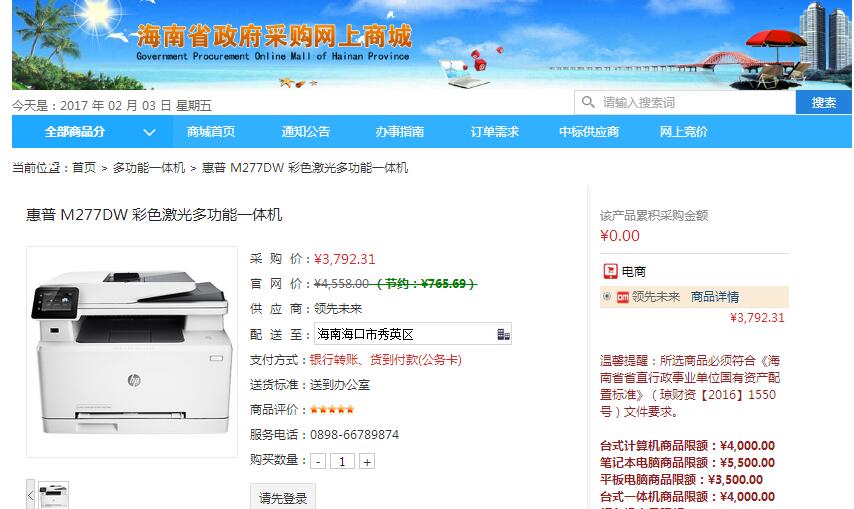 海南省政府采购网上商城
Government Procurement Online Mall of Hainan Province
今天是：2017 年 02 月 03 日 星期五
请输入搜索词
搜索
全部商品分
商城首页
通知公告
办事指南
订单需求
中标供应商
网上竞价
当前位置：首页 > 多功能一体机 > 惠普 M277DW 彩色激光多功能一体机
惠普 M277DW 彩色激光多功能一体机
采 购 价：¥3,792.31
官 网 价：¥4,558.00 （节约：¥765.69）
供 应 商：领先未来
配 送 至：海南海口市秀英区
支付方式：银行转账、货到付款(公务卡)
送货标准：送到办公室
商品评价：
服务电话：0898-66789874
购买数量： - 1 +
请先登录
hp
该产品累积采购金额
¥0.00
电商
领先未来 商品详情
¥3,792.31
温馨提醒：所选商品必须符合《海
南省省直行政事业单位国有资产配
置标准》（琼财资【2016】1550
号）文件要求。
台式计算机商品限额：¥4,000.00
笔记本电脑商品限额：¥5,500.00
平板电脑商品限额：¥3,500.00
台式一体机商品限额：¥4,000.00